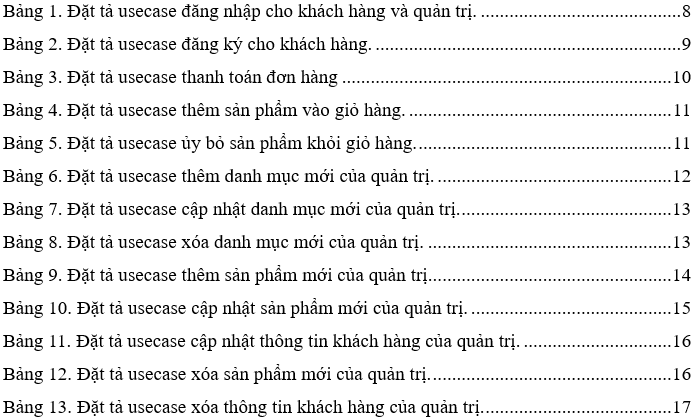 Bảng 1. Đặt tả usecase đăng nhập cho khách hàng và quản trị. ........................................8
Bảng 2. Đặt tả usecase đăng ký cho khách hàng. ..............................................................9
Bảng 3. Đặt tả usecase thanh toán đơn hàng ..................................................................10
Bảng 4. Đặt tả usecase thêm sản phẩm vào giỏ hàng. .....................................................11
Bảng 5. Đặt tả usecase ủy bỏ sản phẩm khỏi giỏ hàng....................................................11
Bảng 6. Đặt tả usecase thêm danh mục mới của quản trị. ................................................12
Bảng 7. Đặt tả usecase cập nhật danh mục mới của quản trị...........................................13
Bảng 8. Đặt tả usecase xóa danh mục mới của quản trị. .................................................13
Bảng 9. Đặt tả usecase thêm sản phẩm mới của quản trị.................................................14
Bảng 10. Đặt tả usecase cập nhật sản phẩm mới của quản trị. ........................................15
Bảng 11. Đặt tả usecase cập nhật thông tin khách hàng của quản trị. .............................16
Bảng 12. Đặt tả usecase xóa sản phẩm mới của quản trị.................................................16
Bảng 13. Đặt tả usecase xóa thông tin khách hàng của quản trị. .....................................17